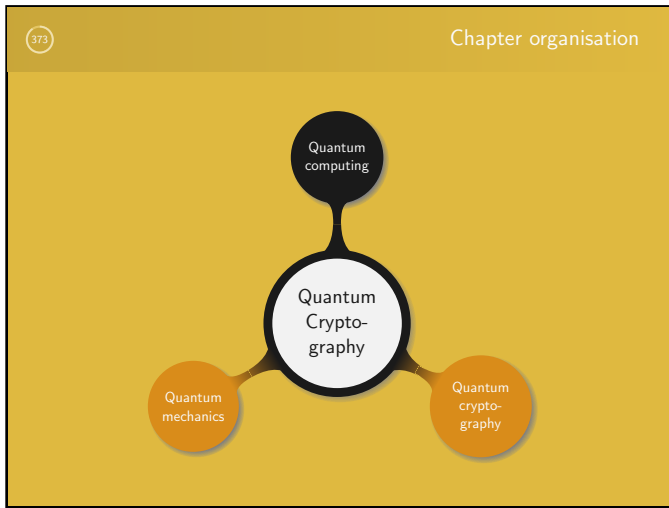 373
Chapter organisation
Quantum
computing
Quantum
Crypto-
graphy
Quantum
mechanics
Quantum
crypto-
graphy